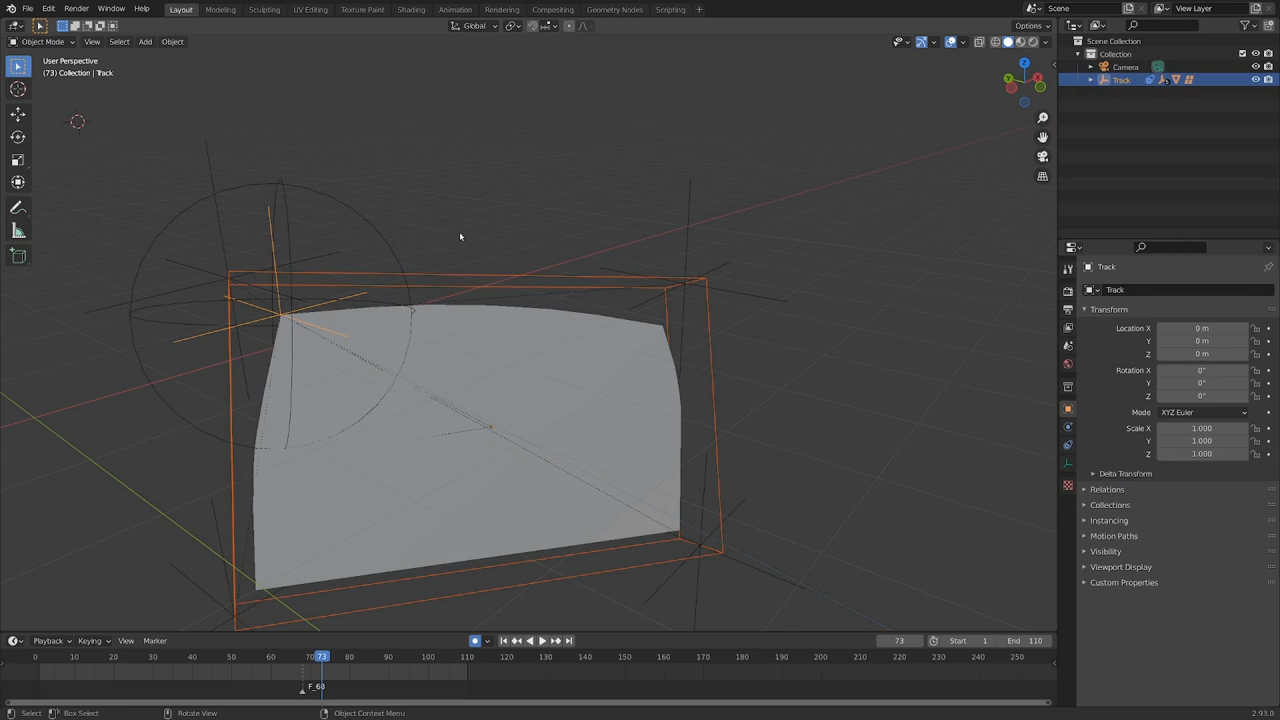 File Edit Render Window Help Layout Modeling Sculpting UV Editing Texture Paint Shading Animation Rendering Compositing Geometry Nodes Scripting + Scene View Layer
Global Options
Object Mode View Select Add Object
User Perspective
(73) Collection | Track
Z
Y X
Scene Collection
Collection
Camera
Track 5
Track
Track
Transform
Location X 0 m
Y 0 m
Z 0 m
Rotation X 0°
Y 0°
Z 0°
Mode XYZ Euler
Scale X 1.000
Y 1.000
Z 1.000
Delta Transform
Relations
Collections
Instancing
Motion Paths
Visibility
Viewport Display
Custom Properties
Playback Keying View Marker 73 Start 1 End 110
0 10 20 30 40 50 60 70 73 80 90 100 110 120 130 140 150 160 170 180 190 200 210 220 230 240 250
F_68
Select Box Select Rotate View Object Context Menu 2.93.0